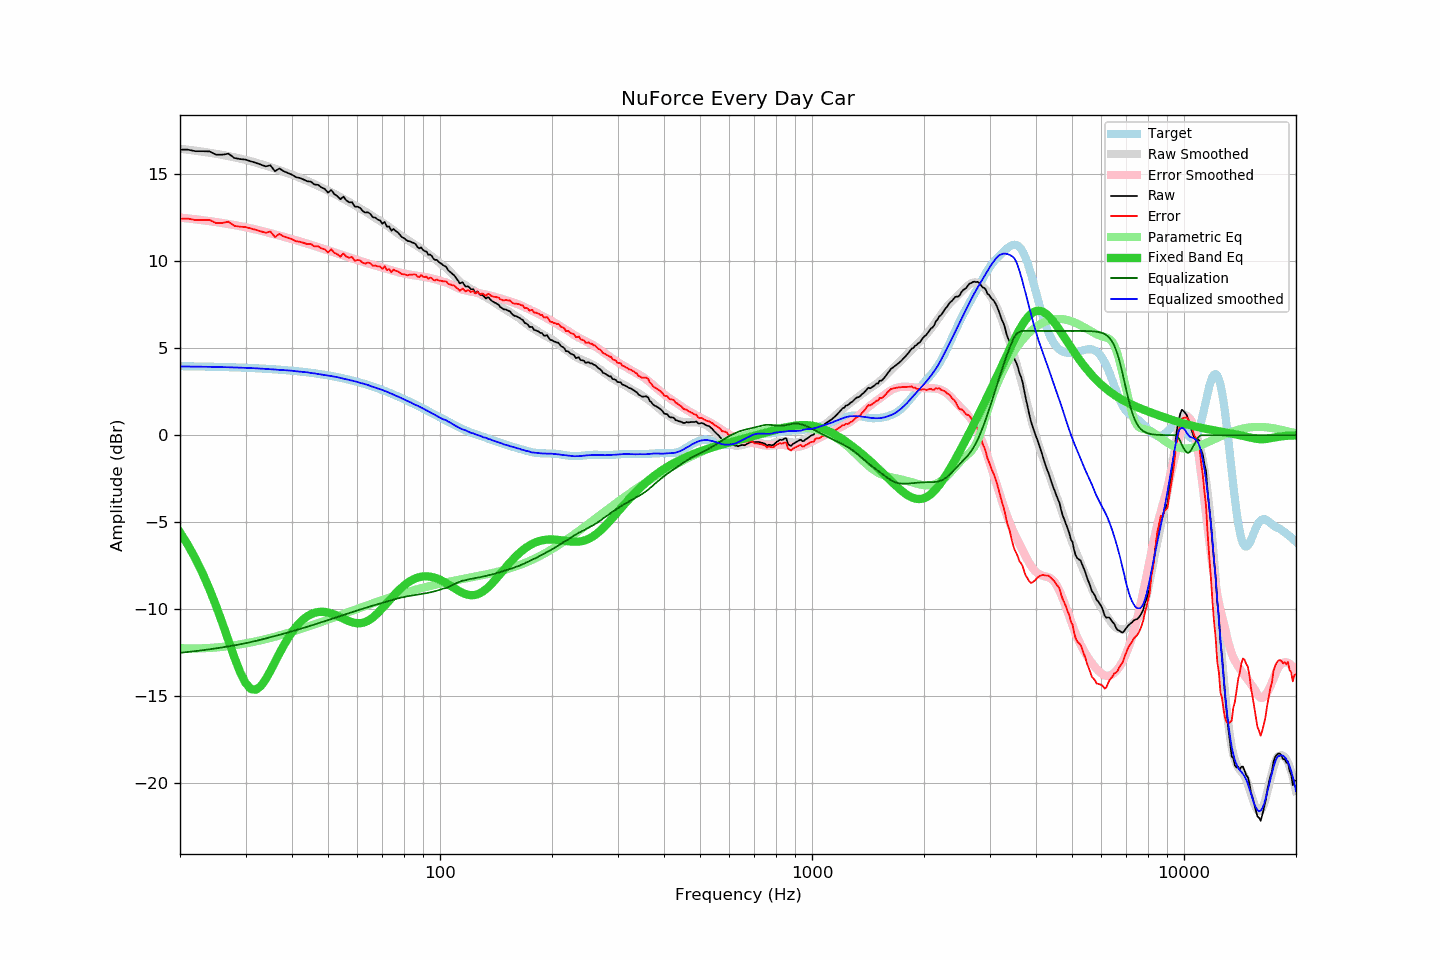 NuForce Every Day Car
Target
Raw Smoothed
Error Smoothed
Raw
Error
Parametric Eq
Fixed Band Eq
Equalization
Equalized smoothed
15
10
5
0
−5
−10
−15
−20
Amplitude (dBr)
100
1000
10000
Frequency (Hz)